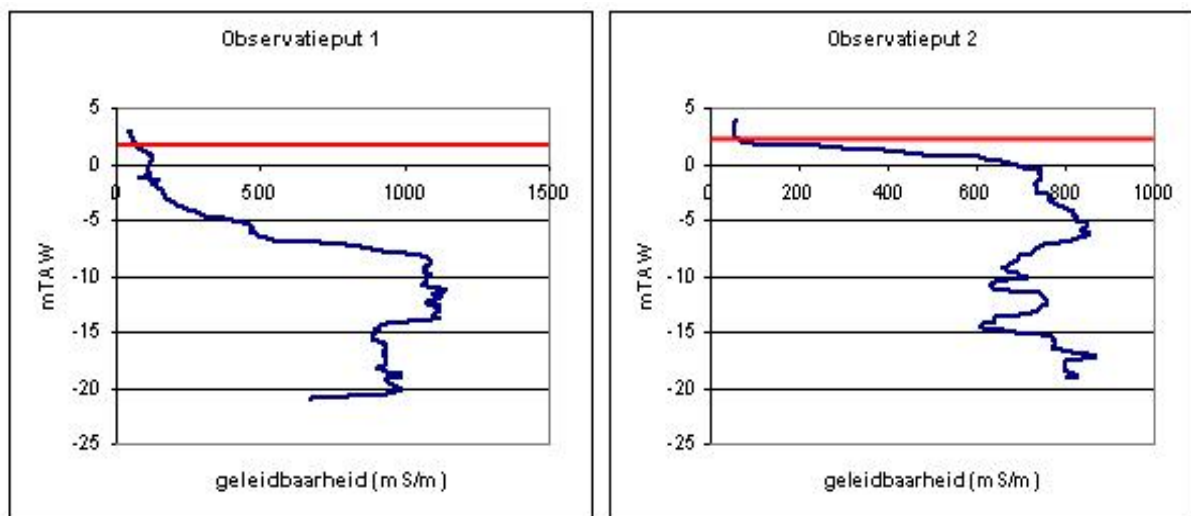 Observatieput 1
5
0
-5
-10
-15
-20
-25
0 500 1000 1500
mTAW
geleidbaarheid (mS/m)
Observatieput 2
5
0
-5
-10
-15
-20
-25
0 200 400 600 800 1000
mTAW
geleidbaarheid (mS/m)